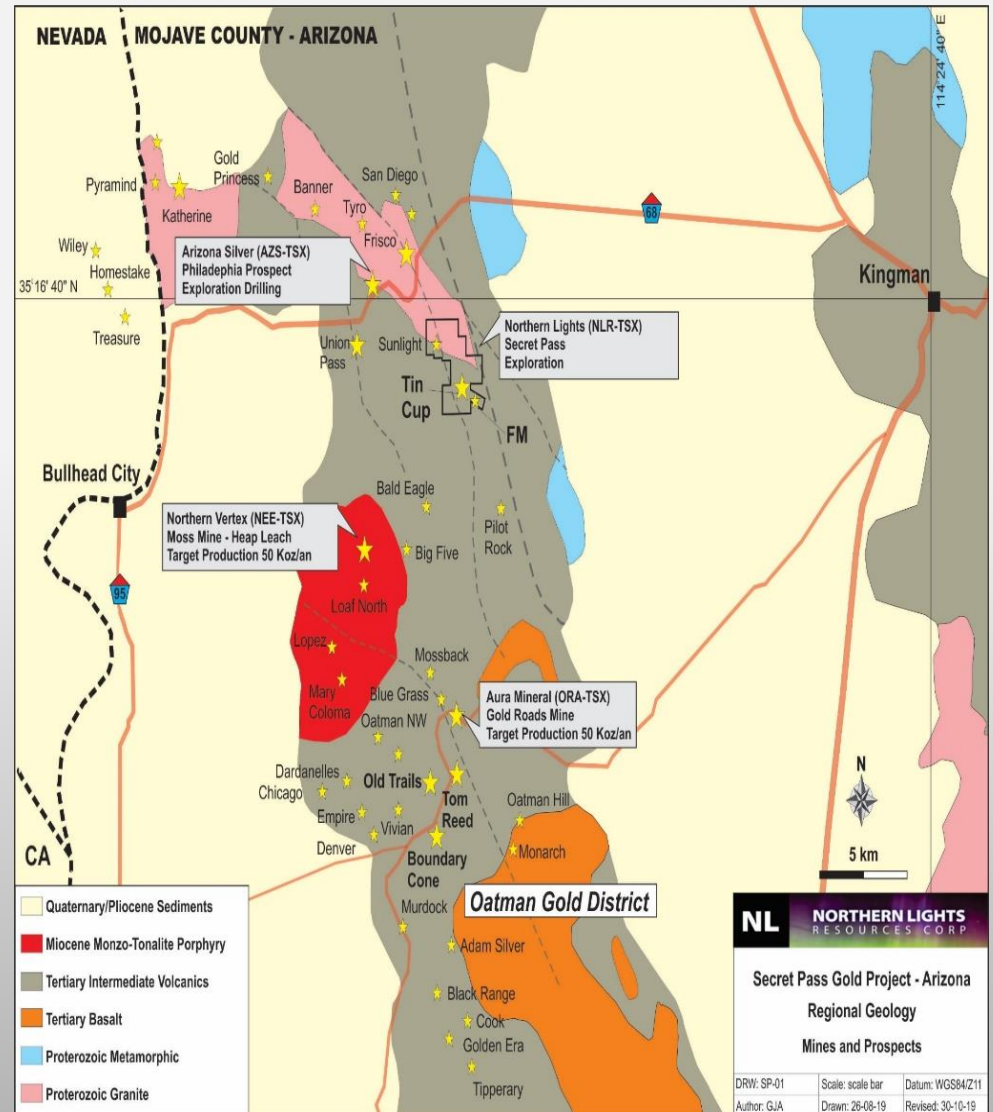 NEVADA
MOJAVE COUNTY - ARIZONA
114°24' 40" E
Gold
Princess
San Diego
Pyramind
Banner
Katherine
Tyro
68
Frisco
Wiley
Arizona Silver (AZS-TSX)
Philadephia Prospect
Exploration Drilling
Homestake
Kingman
35°16' 40" N
Treasure
Northern Lights (NLR-TSX)
Secret Pass
Exploration
Union
Pass
Sunlight
Tin
Cup
FM
Bullhead City
Bald Eagle
Northern Vertex (NEE-TSX)
Moss Mine - Heap Leach
Target Production 50 Koz/an
Pilot
Rock
Big Five
95
Loaf North
Lopez
Mossback
Mary
Coloma
Blue Grass
Aura Mineral (ORA-TSX)
Gold Roads Mine
Target Production 50 Koz/an
Oatman NW
Dardanelles
Chicago
Old Trails
Tom
Reed
N
Oatman Hill
Empire
Vivian
Denver
Monarch
CA
Boundary
Cone
5 km
Oatman Gold District
Murdock
Adam Silver
Black Range
Cook
Golden Era
Tipperary
Quaternary/Pliocene Sediments
Miocene Monzo-Tonalite Porphyry
Tertiary Intermediate Volcanics
Tertiary Basalt
Proterozoic Metamorphic
Proterozoic Granite
NL NORTHERN LIGHTS
RESOURCES CORP
Secret Pass Gold Project - Arizona
Regional Geology
Mines and Prospects
DRW: SP-01 Scale: scale bar Datum: WGS84/Z11
Author: GJA Drawn: 26-08-19 Revised: 30-10-19